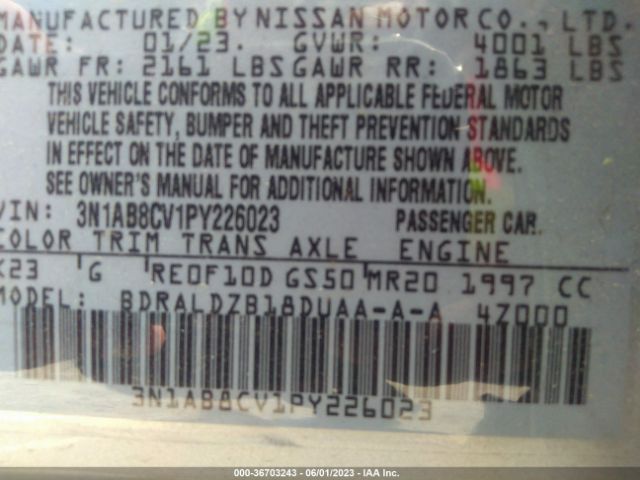 MANUFACTURED BY NISSAN MOTOR CO., LTD.
DATE: 01/23. GVWR: 4001 LBS
GAWR FR: 2161 LBS GAWR RR: 1863 LBS
THIS VEHICLE CONFORMS TO ALL APPLICABLE FEDERAL MOTOR
VEHICLE SAFETY, BUMPER AND THEFT PREVENTION STANDARDS
IN EFFECT ON THE DATE OF MANUFACTURE SHOWN ABOVE.
SEE OWNER'S MANUAL FOR ADDITIONAL INFORMATION.
VIN: 3N1AB8CV1PY226023 PASSENGER CAR.
COLOR TRIM TRANS AXLE ENGINE
K23 G RE0F10D GS50 MR20 1997 CC
MODEL: BDRALDZB18DUAA-A-A 4Z000
3N1AB8CV1PY226023
000-36703243 - 06/01/2023 - IAA Inc.